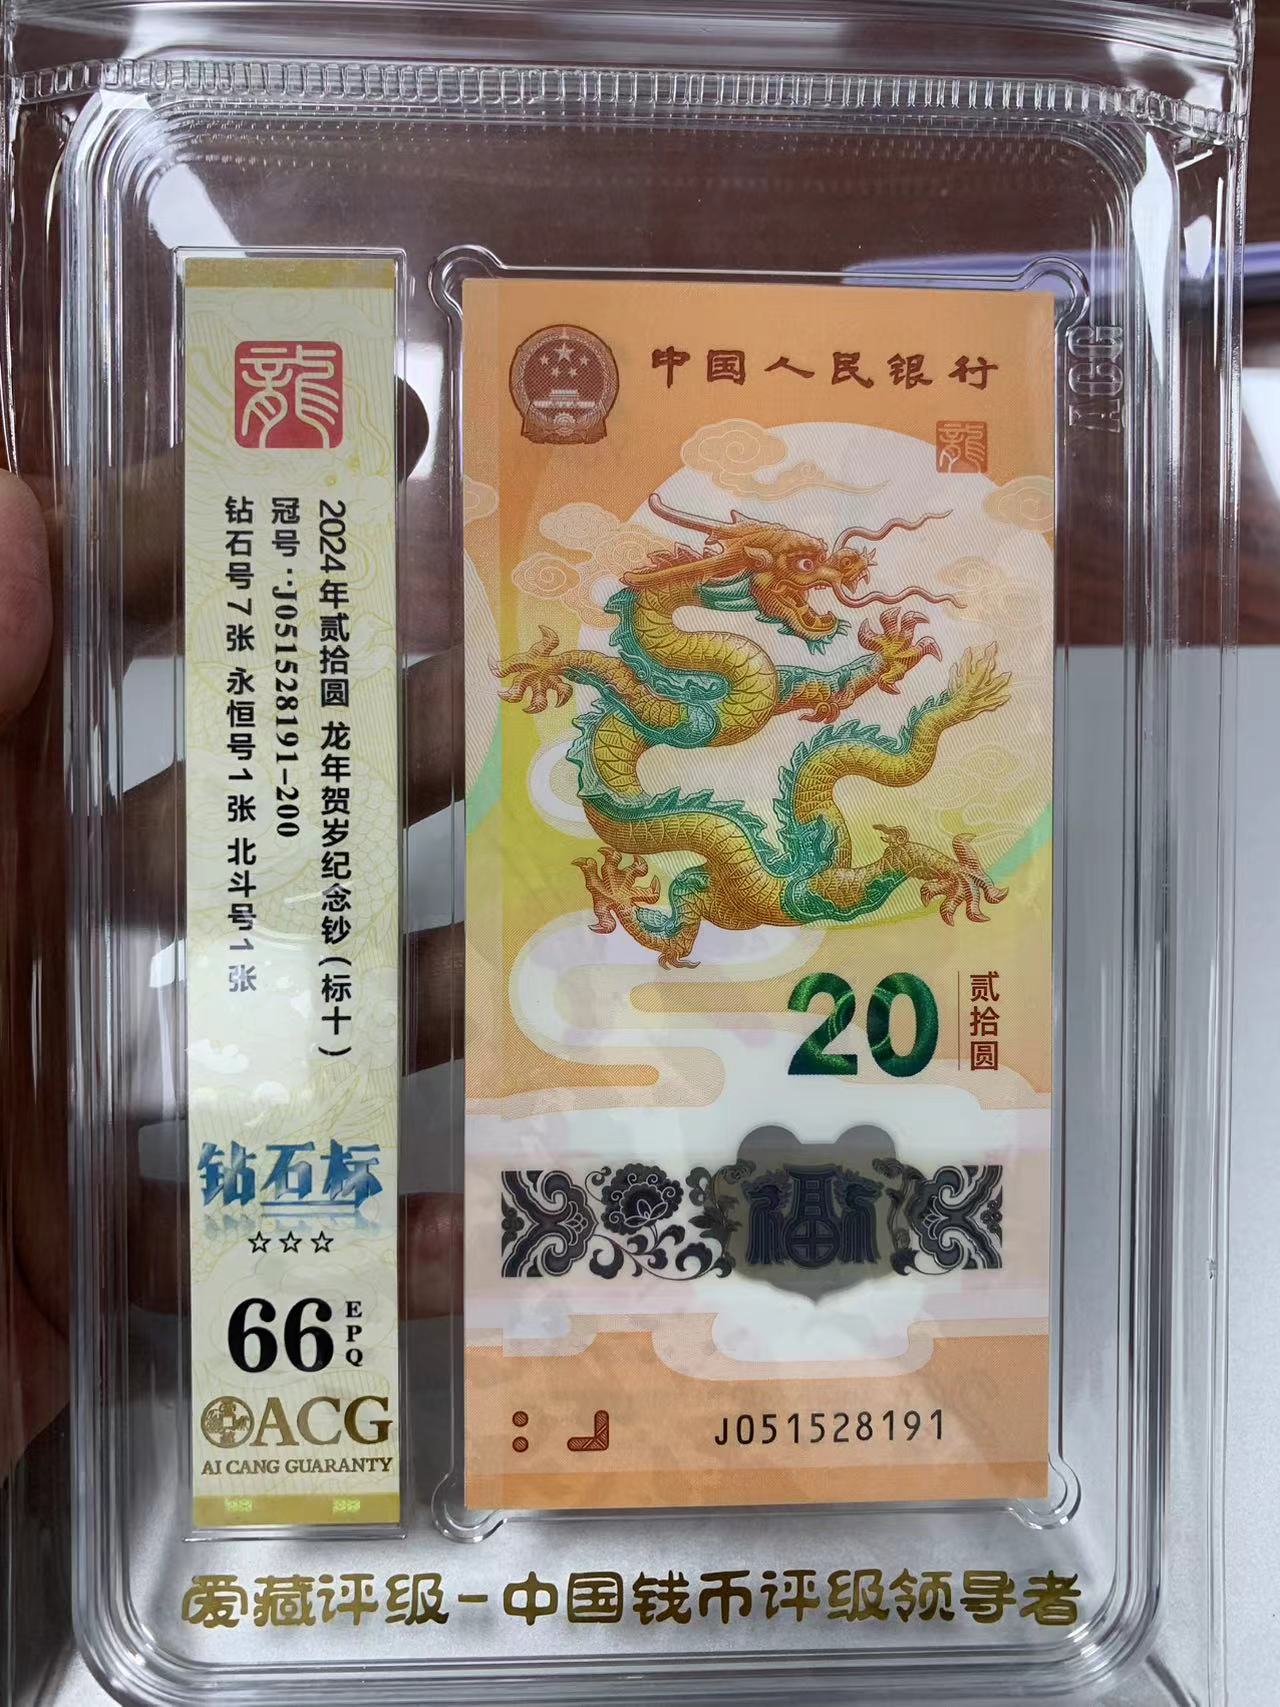 龍
2024年贰拾圆 龙年贺岁纪念钞(标十)
冠号:J051528191-200
钻石号7张 永恒号1张 北斗号1张
钻石标
☆☆☆
66 EPQ
ACG
AI CANG GUARANTY
中国人民银行
龍
20 贰拾圆
福
J051528191
ACG
爱藏评级-中国钱币评级领导者